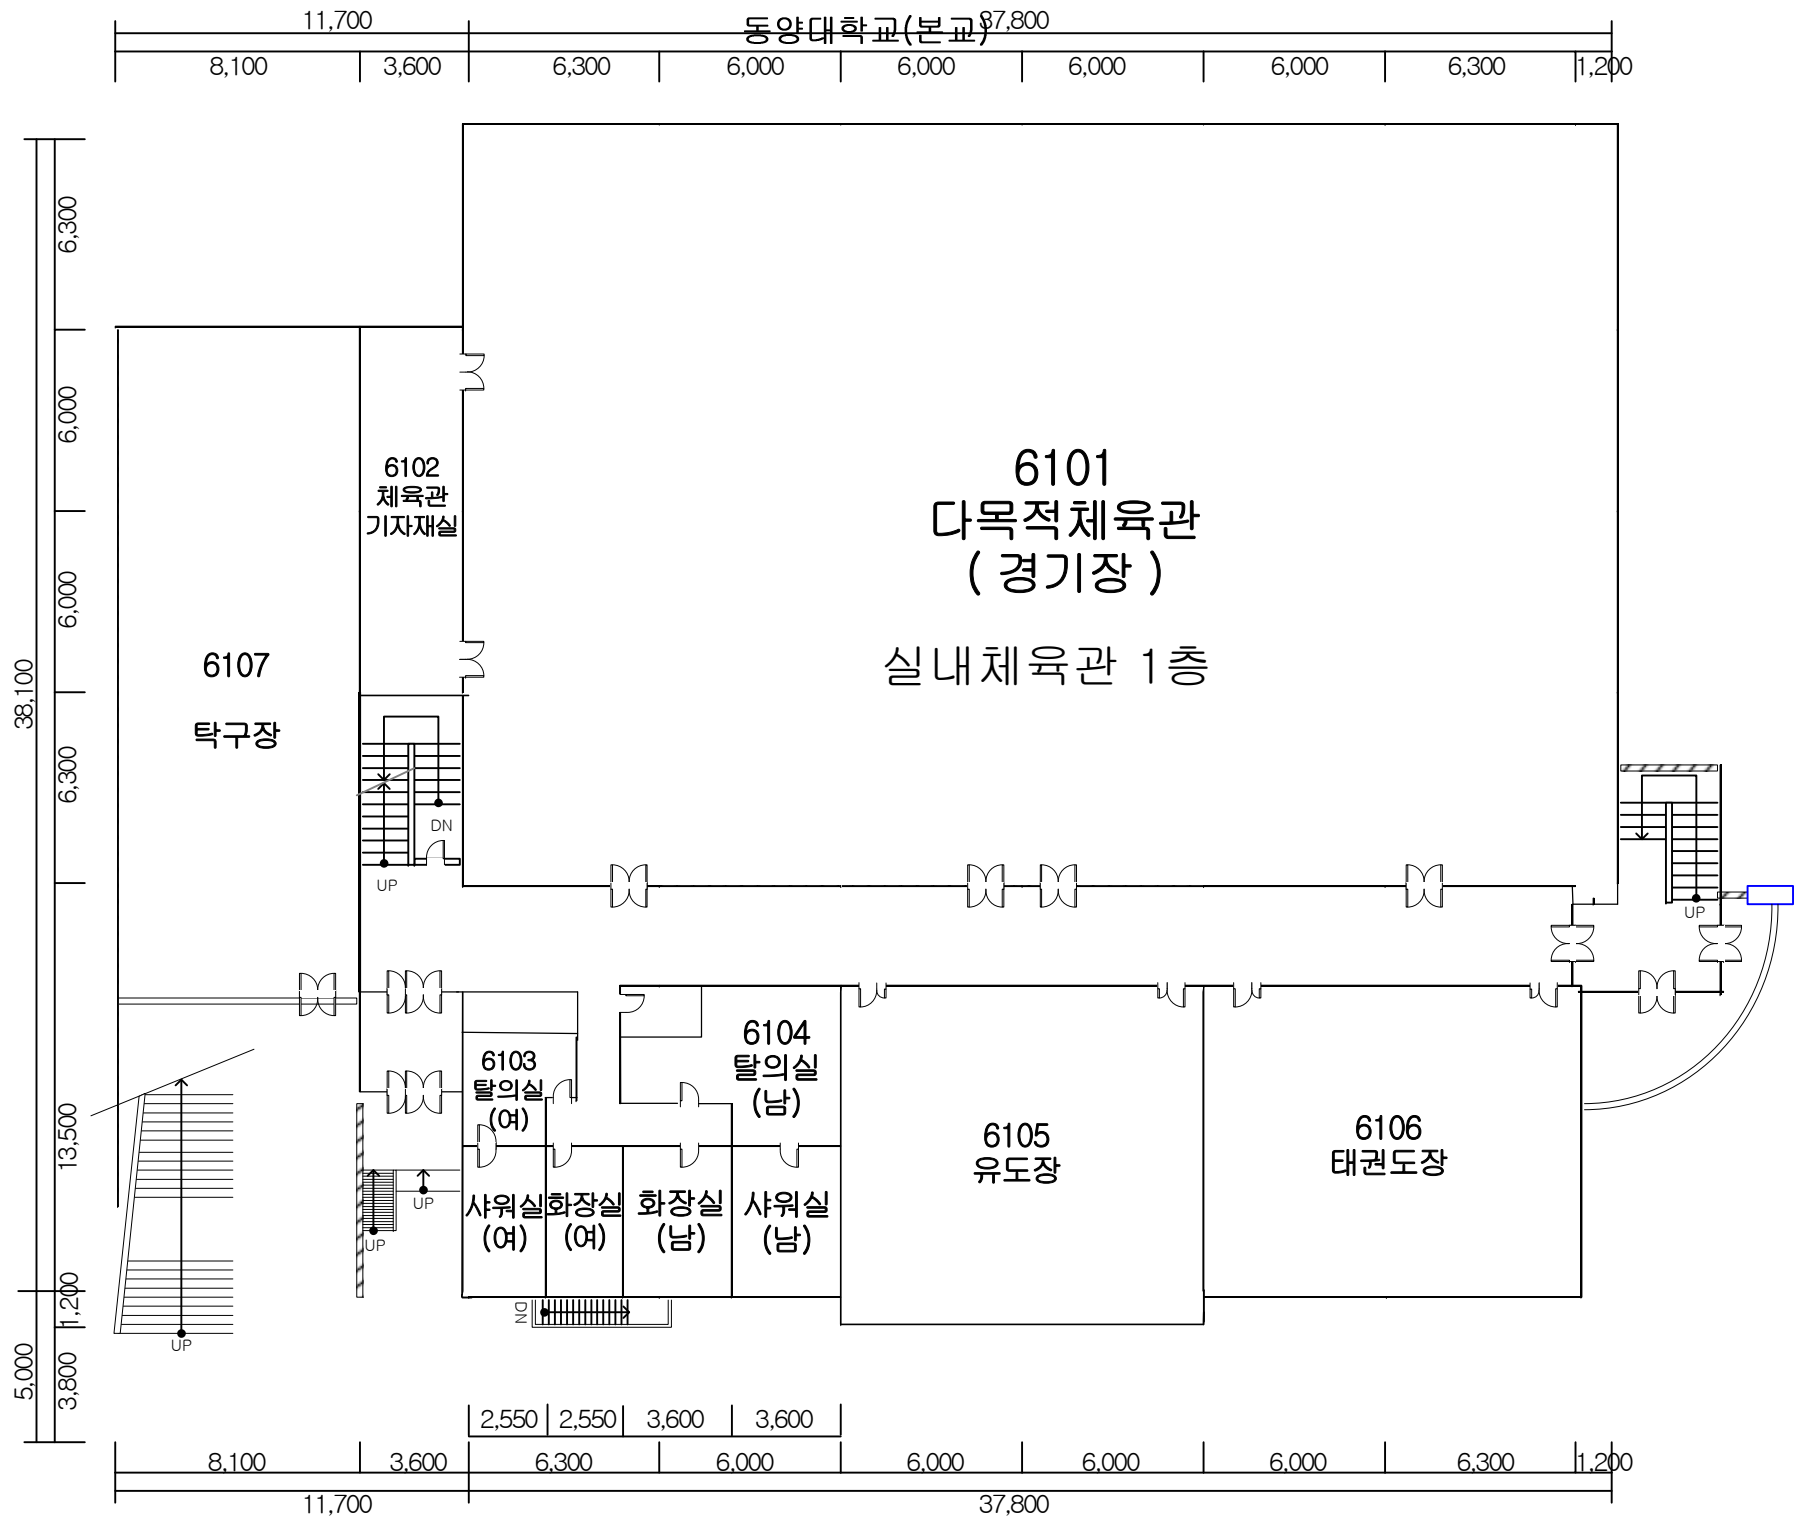 11,700
동양대학교(본교)
37,800
8,100
3,600
6,300
6,000
6,000
6,000
6,000
6,300
1,200
6,300
6,000
6,000
6,300
38,100
13,500
1,200
3,800
5,000
6101
다목적체육관
( 경기장 )
실내체육관 1층
6102
체육관
기자재실
6107
탁구장
DN
UP
UP
6103
탈의실
(여)
6104
탈의실
(남)
6105
유도장
6106
태권도장
UP
UP
샤워실
(여)
화장실
(여)
화장실
(남)
샤워실
(남)
DN
UP
2,550
2,550
3,600
3,600
8,100
3,600
6,300
6,000
6,000
6,000
6,000
6,300
1,200
11,700
37,800